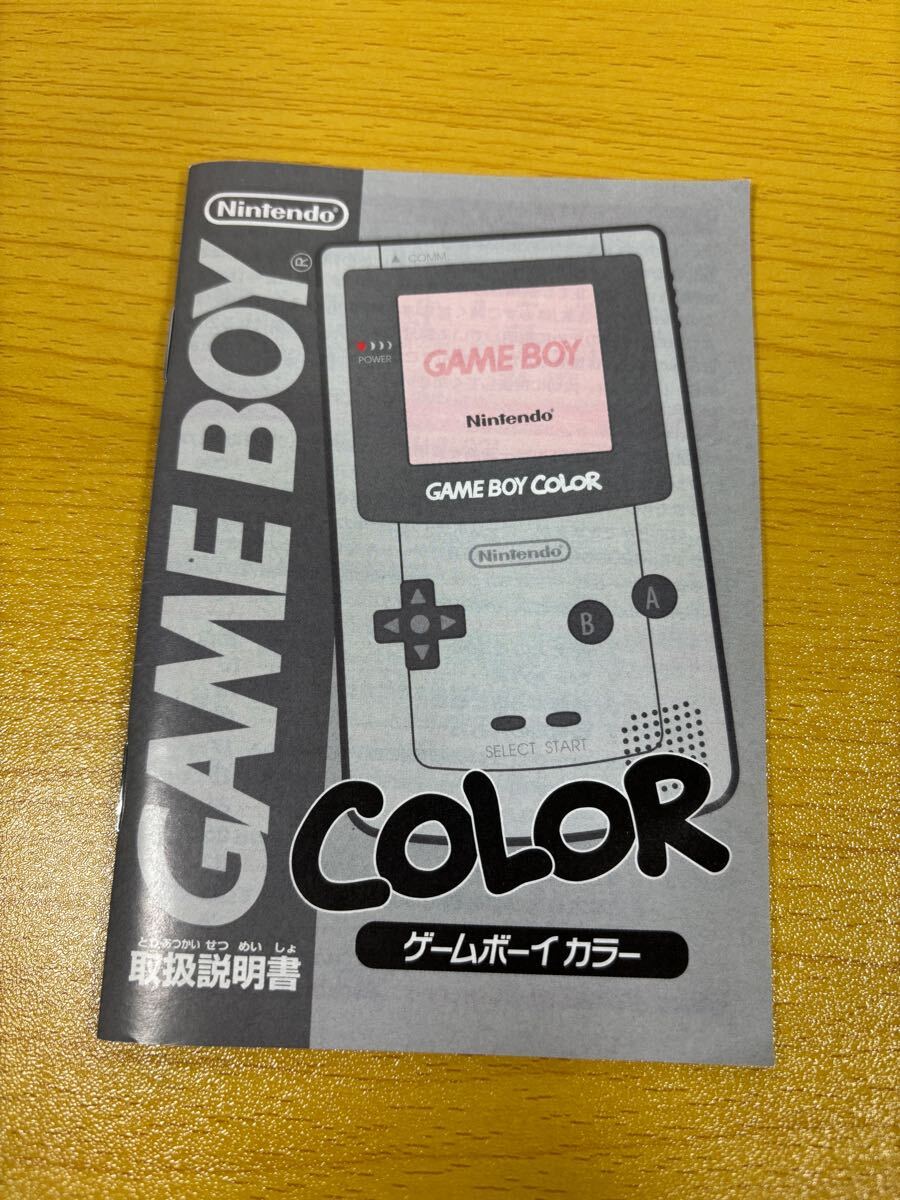 Nintendo®
GAME BOY®
COMM.
POWER
GAME BOY
Nintendo®
GAME BOY COLOR
Nintendo
A
B
SELECT START
COLOR
ゲームボーイ カラー
とりあつかい せつ めい しょ
取扱説明書